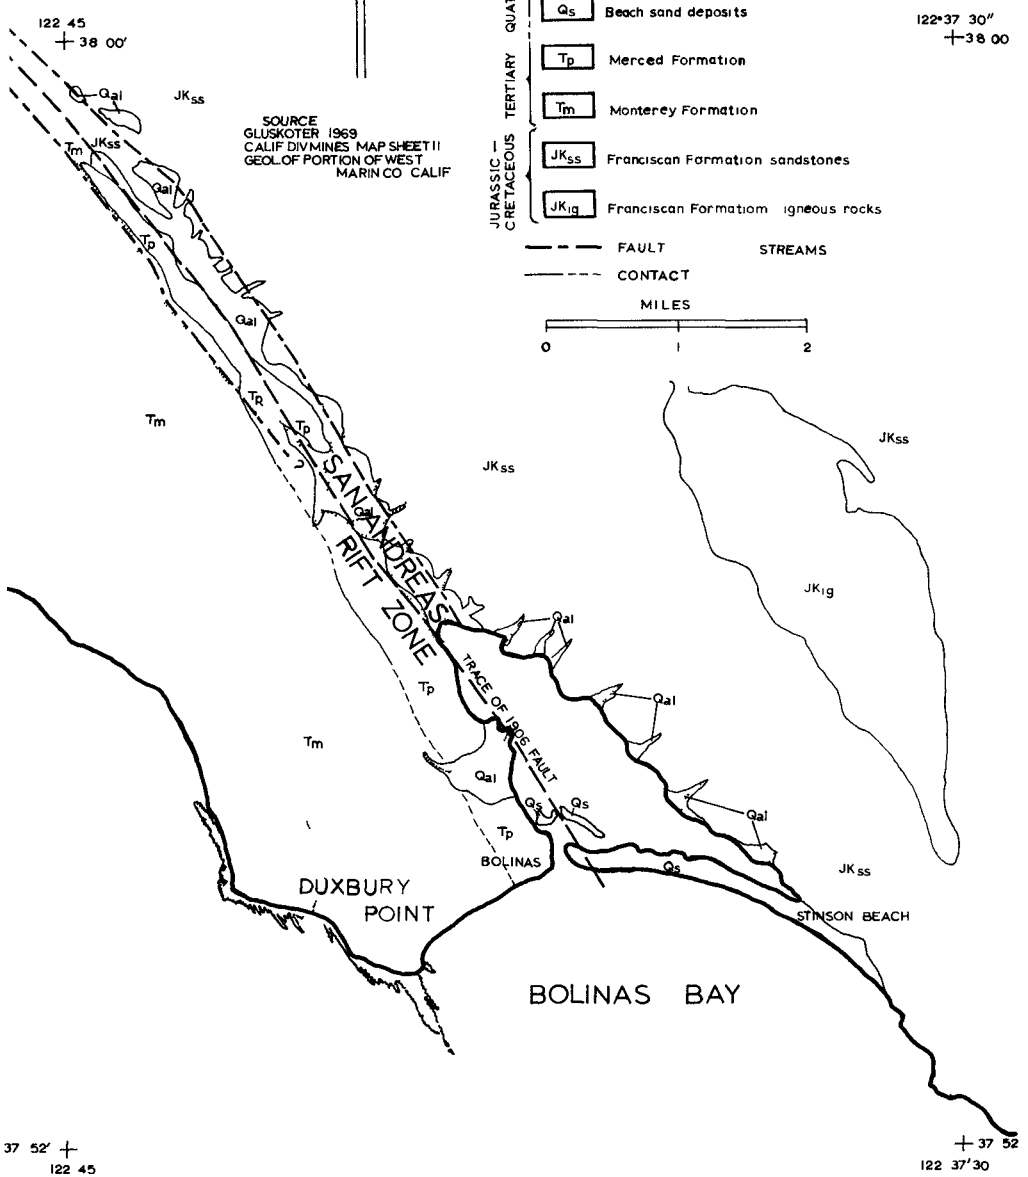 122 45
38 00'
SOURCE
GLUSKOTER 1969
CALIF DIV MINES MAP SHEET II
GEOL. OF PORTION OF WEST
MARIN CO CALIF
QUAT
TERTIARY
JURASSIC —
CRETACEOUS
Qs Beach sand deposits
Tp Merced Formation
Tm Monterey Formation
JKss Franciscan Formation sandstones
JKig Franciscan Formatiom igneous rocks
FAULT STREAMS
CONTACT
MILES
0 1 2
122° 37 30"
38 00
Qal
JKss
Tm
JKss
Qal
Tp
Qal
Tm
TR
Tp
?
JKss
JKss
Qal
SAN ANDREAS
RIFT ZONE
JKig
Qal
TRACE OF 1906 FAULT
Tp
Qal
Tm
Qal
Qs
Qs
Qal
Tp
BOLINAS
Qs
JKss
DUXBURY
POINT
STINSON BEACH
BOLINAS BAY
37 52'
122 45
37 52
122 37'30